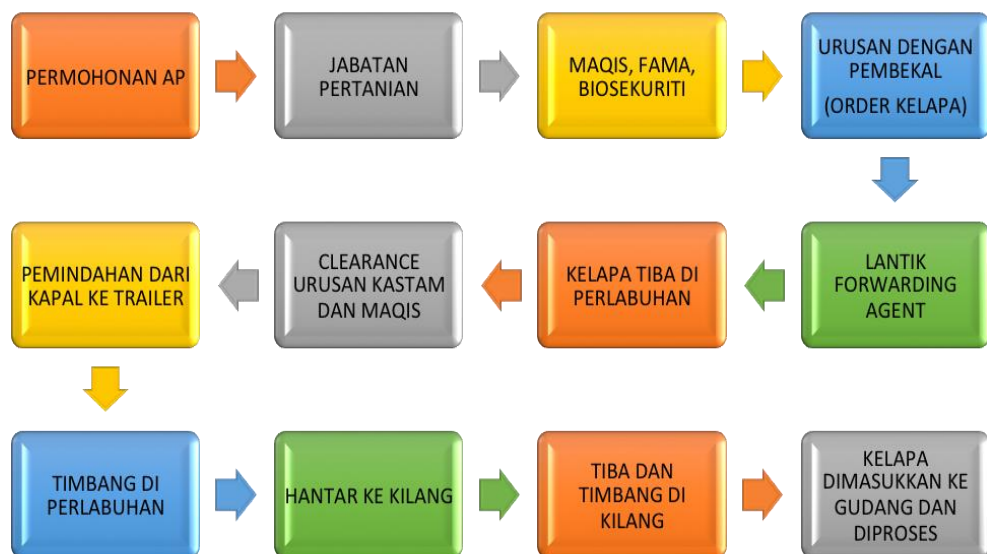 PERMOHONAN AP
JABATAN
PERTANIAN
MAQIS, FAMA,
BIOSEKURITI
URUSAN DENGAN
PEMBEKAL
(ORDER KELAPA)
LANTIK
FORWARDING
AGENT
KELAPA TIBA DI
PERLABUHAN
CLEARANCE
URUSAN KASTAM
DAN MAQIS
PEMINDAHAN DARI
KAPAL KE TRAILER
TIMBANG DI
PERLABUHAN
HANTAR KE KILANG
TIBA DAN
TIMBANG DI
KILANG
KELAPA
DIMASUKKAN KE
GUDANG DAN
DIPROSES